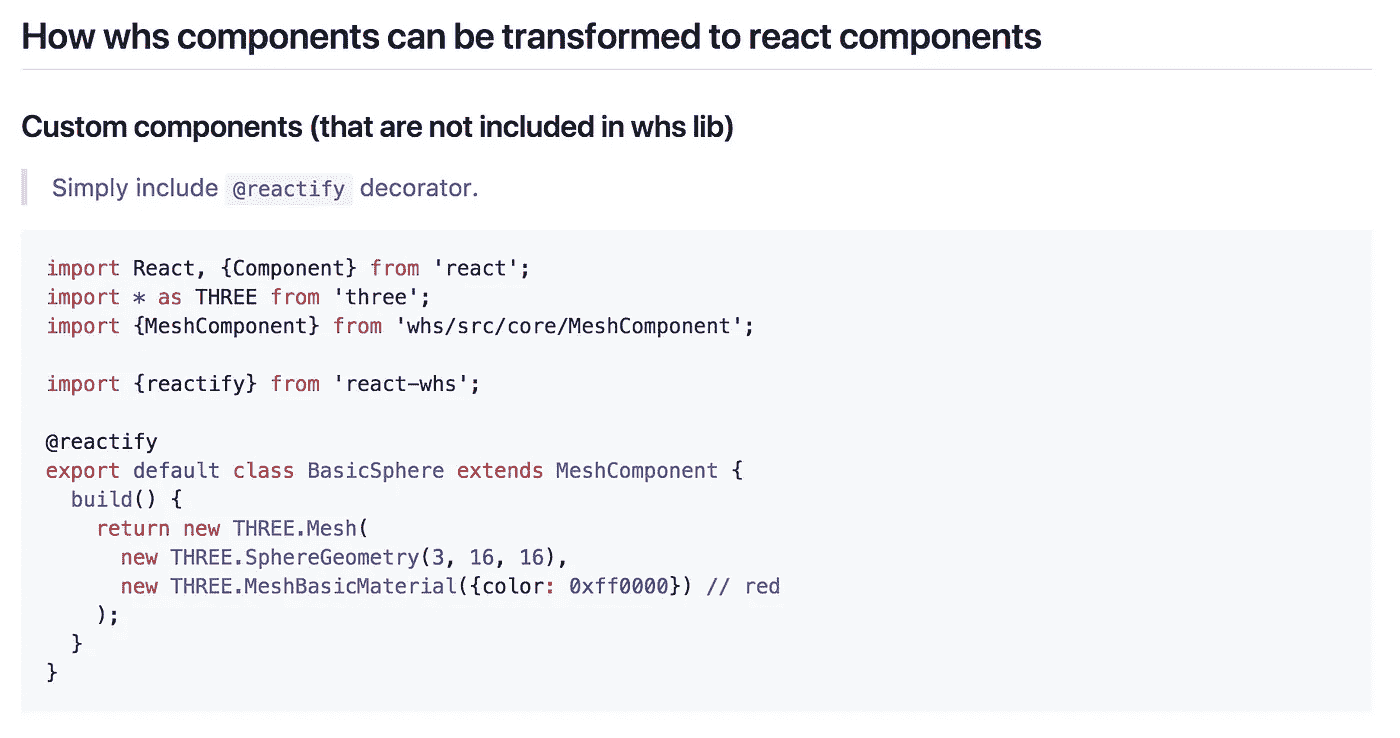 How whs components can be transformed to react components
Custom components (that are not included in whs lib)
Simply include @reactify decorator.
import React, {Component} from 'react';
import * as THREE from 'three';
import {MeshComponent} from 'whs/src/core/MeshComponent';
import {reactify} from 'react-whs';
@reactify
export default class BasicSphere extends MeshComponent {
  build() {
    return new THREE.Mesh(
      new THREE.SphereGeometry(3, 16, 16),
      new THREE.MeshBasicMaterial({color: 0xff0000}) // red
    );
  }
}